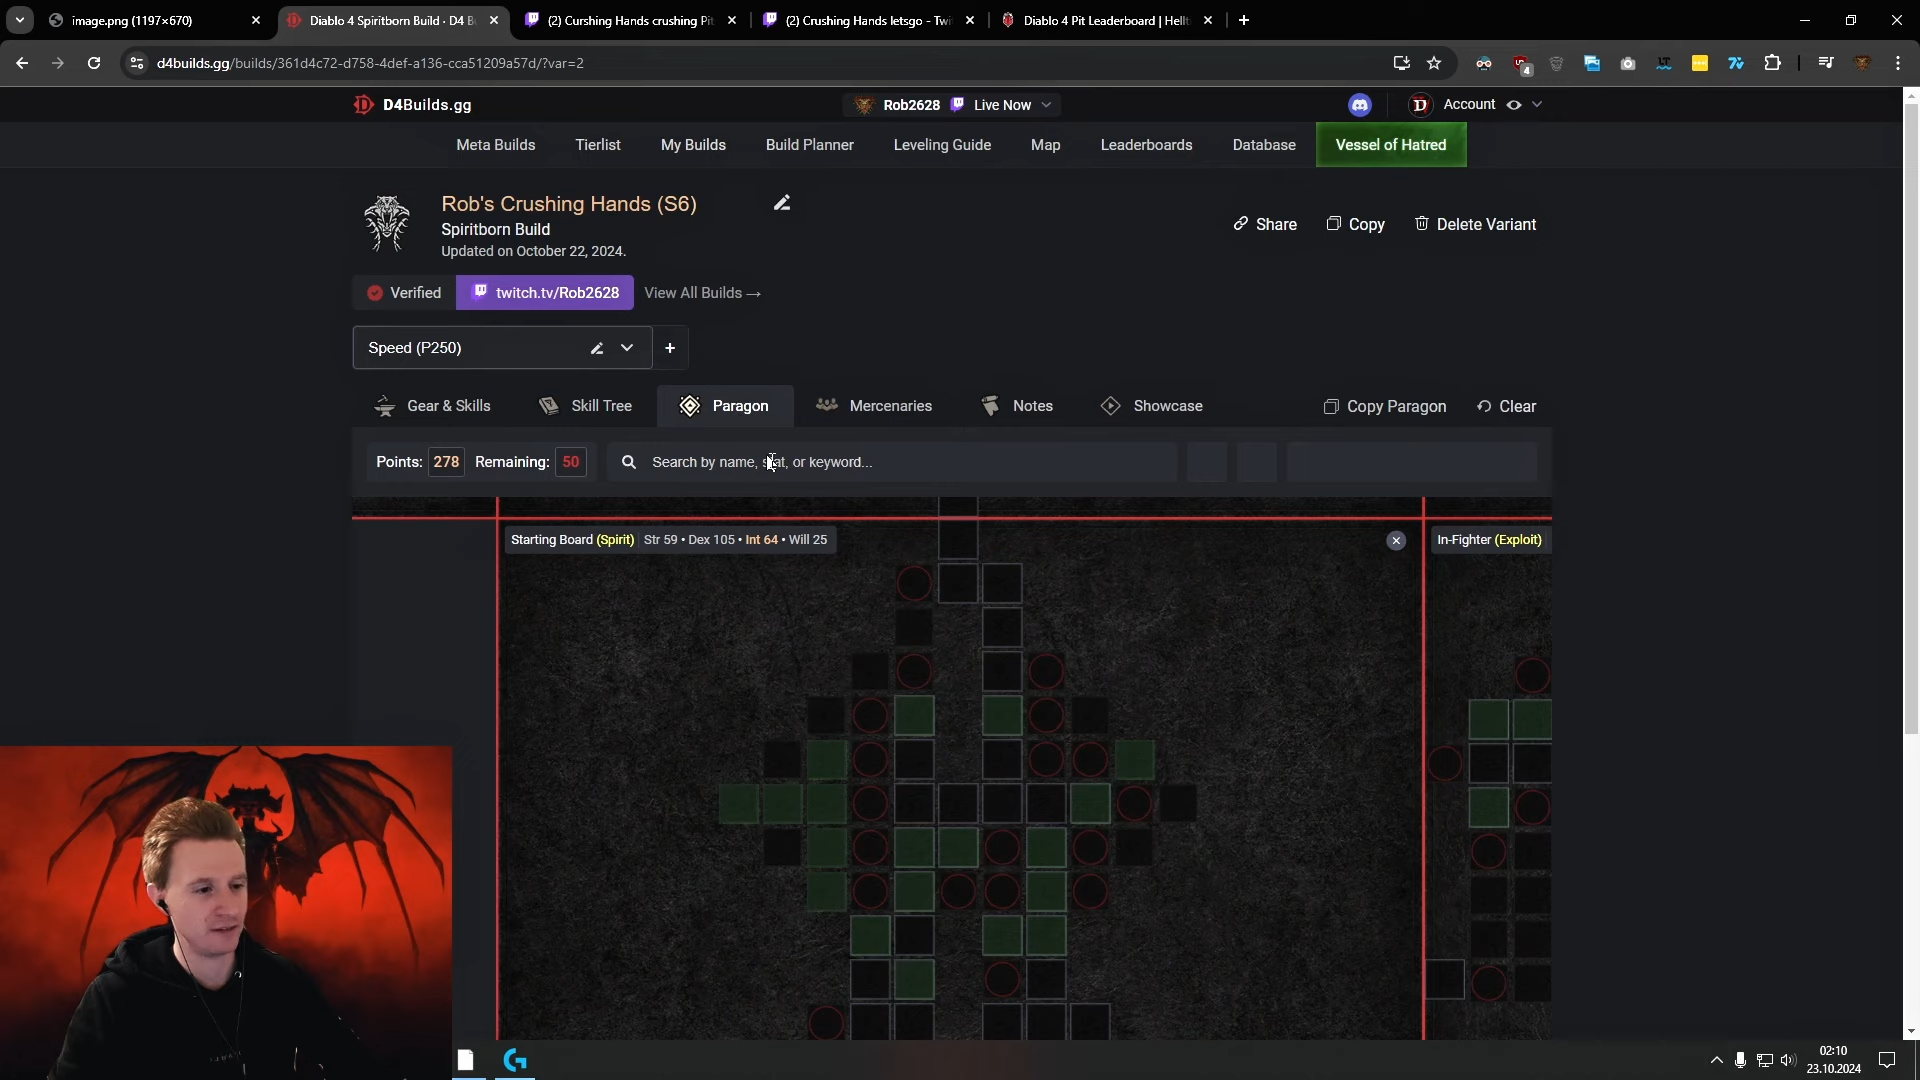 image.png (1197×670)
Diablo 4 Spiritborn Build · D4 B
(2) Curshing Hands crushing Pit
(2) Crushing Hands letsgo - Twi
Diablo 4 Pit Leaderboard | Hellt
d4builds.gg/builds/361d4c72-d758-4def-a136-cca51209a57d/?var=2
4
D4Builds.gg
Rob2628 Live Now
Account
Meta Builds
Tierlist
My Builds
Build Planner
Leveling Guide
Map
Leaderboards
Database
Vessel of Hatred
Rob's Crushing Hands (S6)
Spiritborn Build
Updated on October 22, 2024.
Share
Copy
Delete Variant
Verified
twitch.tv/Rob2628
View All Builds →
Speed (P250)
Gear & Skills
Skill Tree
Paragon
Mercenaries
Notes
Showcase
Copy Paragon
Clear
Points: 278 Remaining: 50
Search by name, stat, or keyword...
Starting Board (Spirit) Str 59 • Dex 105 • Int 64 • Will 25
In-Fighter (Exploit)
02:10
23.10.2024